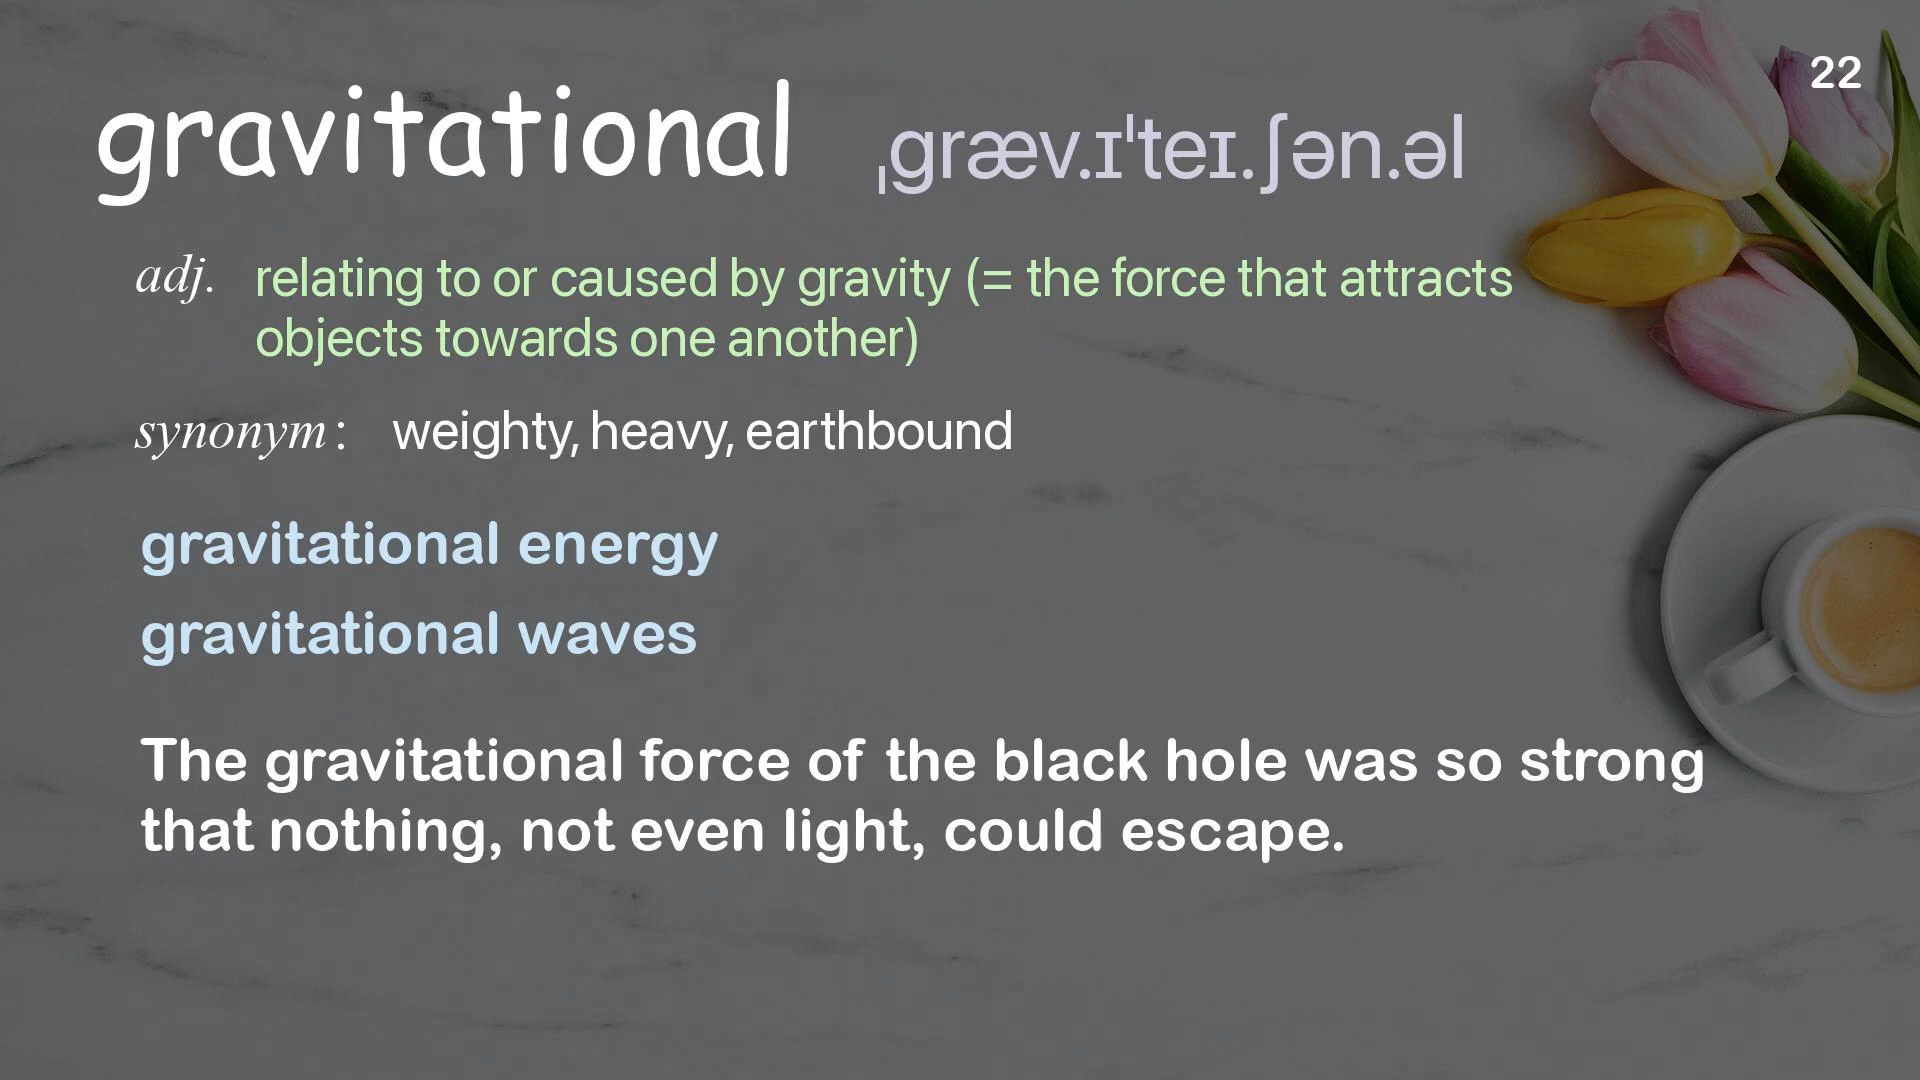 22
gravitational ˌɡræv.ɪˈteɪ.ʃən.əl
adj. relating to or caused by gravity (= the force that attracts
objects towards one another)
synonym: weighty, heavy, earthbound
gravitational energy
gravitational waves
The gravitational force of the black hole was so strong
that nothing, not even light, could escape.